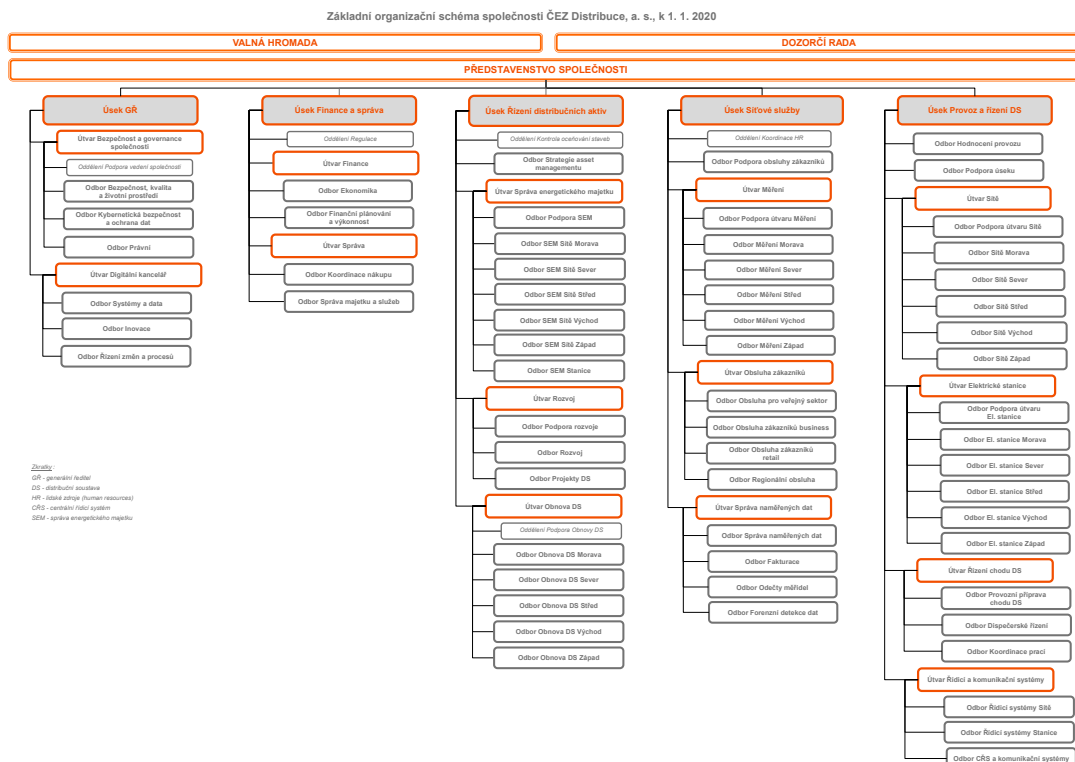 Základní organizační schéma společnosti ČEZ Distribuce, a. s., k 1. 1. 2020
VALNÁ HROMADA
DOZORČÍ RADA
PŘEDSTAVENSTVO SPOLEČNOSTI
Úsek GŘ
Útvar Bezpečnost a governance
společnosti
Oddělení Podpora vedení společnosti
Odbor Bezpečnost, kvalita
a životní prostředí
Odbor Kybernetická bezpečnost
a ochrana dat
Odbor Právní
Útvar Digitální kancelář
Odbor Systémy a data
Odbor Inovace
Odbor Řízení změn a procesů
Úsek Finance a správa
Oddělení Regulace
Útvar Finance
Odbor Ekonomika
Odbor Finanční plánování
a výkonnost
Útvar Správa
Odbor Koordinace nákupu
Odbor Správa majetku a služeb
Úsek Řízení distribučních aktiv
Oddělení Kontrola oceňování staveb
Odbor Strategie asset
managementu
Útvar Správa energetického majetku
Odbor Podpora SEM
Odbor SEM Sítě Morava
Odbor SEM Sítě Sever
Odbor SEM Sítě Střed
Odbor SEM Sítě Východ
Odbor SEM Sítě Západ
Odbor SEM Stanice
Útvar Rozvoj
Odbor Podpora rozvoje
Odbor Rozvoj
Odbor Projekty DS
Útvar Obnova DS
Oddělení Podpora Obnovy DS
Odbor Obnova DS Morava
Odbor Obnova DS Sever
Odbor Obnova DS Střed
Odbor Obnova DS Východ
Odbor Obnova DS Západ
Úsek Síťové služby
Oddělení Koordinace HR
Odbor Podpora obsluhy zákazníků
Útvar Měření
Odbor Podpora útvaru Měření
Odbor Měření Morava
Odbor Měření Sever
Odbor Měření Střed
Odbor Měření Východ
Odbor Měření Západ
Útvar Obsluha zákazníků
Odbor Obsluha pro veřejný sektor
Odbor Obsluha zákazníků business
Odbor Obsluha zákazníků
retail
Odbor Regionální obsluha
Útvar Správa naměřených dat
Odbor Správa naměřených dat
Odbor Fakturace
Odbor Odečty měřidel
Odbor Forenzní detekce dat
Úsek Provoz a řízení DS
Odbor Hodnocení provozu
Odbor Podpora úseku
Útvar Sítě
Odbor Podpora útvaru Sítě
Odbor Sítě Morava
Odbor Sítě Sever
Odbor Sítě Střed
Odbor Sítě Východ
Odbor Sítě Západ
Útvar Elektrické stanice
Odbor Podpora útvaru
El. stanice
Odbor El. stanice Morava
Odbor El. stanice Sever
Odbor El. stanice Střed
Odbor El. stanice Východ
Odbor El. stanice Západ
Útvar Řízení chodu DS
Odbor Provozní příprava
chodu DS
Odbor Dispečerské řízení
Odbor Koordinace prací
Útvar Řídicí a komunikační systémy
Odbor Řídicí systémy Sítě
Odbor Řídicí systémy Stanice
Odbor CŘS a komunikační systémy
Zkratky:
GŘ - generální ředitel
DS - distribuční soustava
HR - lidské zdroje (human resources)
CŘS - centrální řídicí systém
SEM - správa energetického majetku